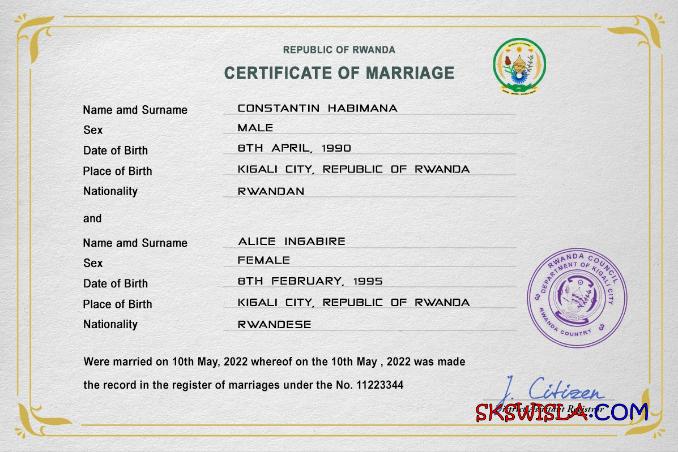 REPUBLIC OF RWANDA
CERTIFICATE OF MARRIAGE
Name amd Surname CONSTANTIN HABIMANA
Sex MALE
Date of Birth 8TH APRIL, 1990
Place of Birth KIGALI CITY, REPUBLIC OF RWANDA
Nationality RWANDAN
and
Name amd Surname ALICE INGABIRE
Sex FEMALE
Date of Birth 8TH FEBRUARY, 1995
Place of Birth KIGALI CITY, REPUBLIC OF RWANDA
Nationality RWANDESE
RWANDA COUNCIL
DEPARTMENT OF KIGALI CITY
RWANDA COUNTRY
Were married on 10th May, 2022 whereof on the 10th May , 2022 was made
the record in the register of marriages under the No. 11223344
J. Citizen
Registrar
SKSWISLA.COM